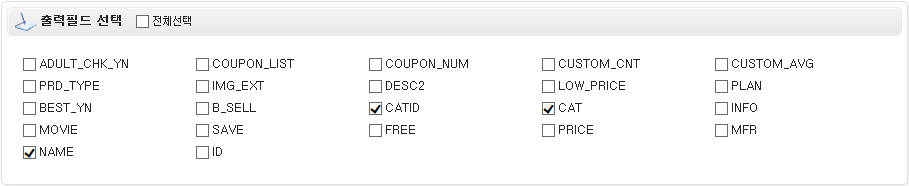 출력필드 선택 전체선택
ADULT_CHK_YN COUPON_LIST COUPON_NUM CUSTOM_CNT CUSTOM_AVG
PRD_TYPE IMG_EXT DESC2 LOW_PRICE PLAN
BEST_YN B_SELL CATID CAT INFO
MOVIE SAVE FREE PRICE MFR
NAME ID